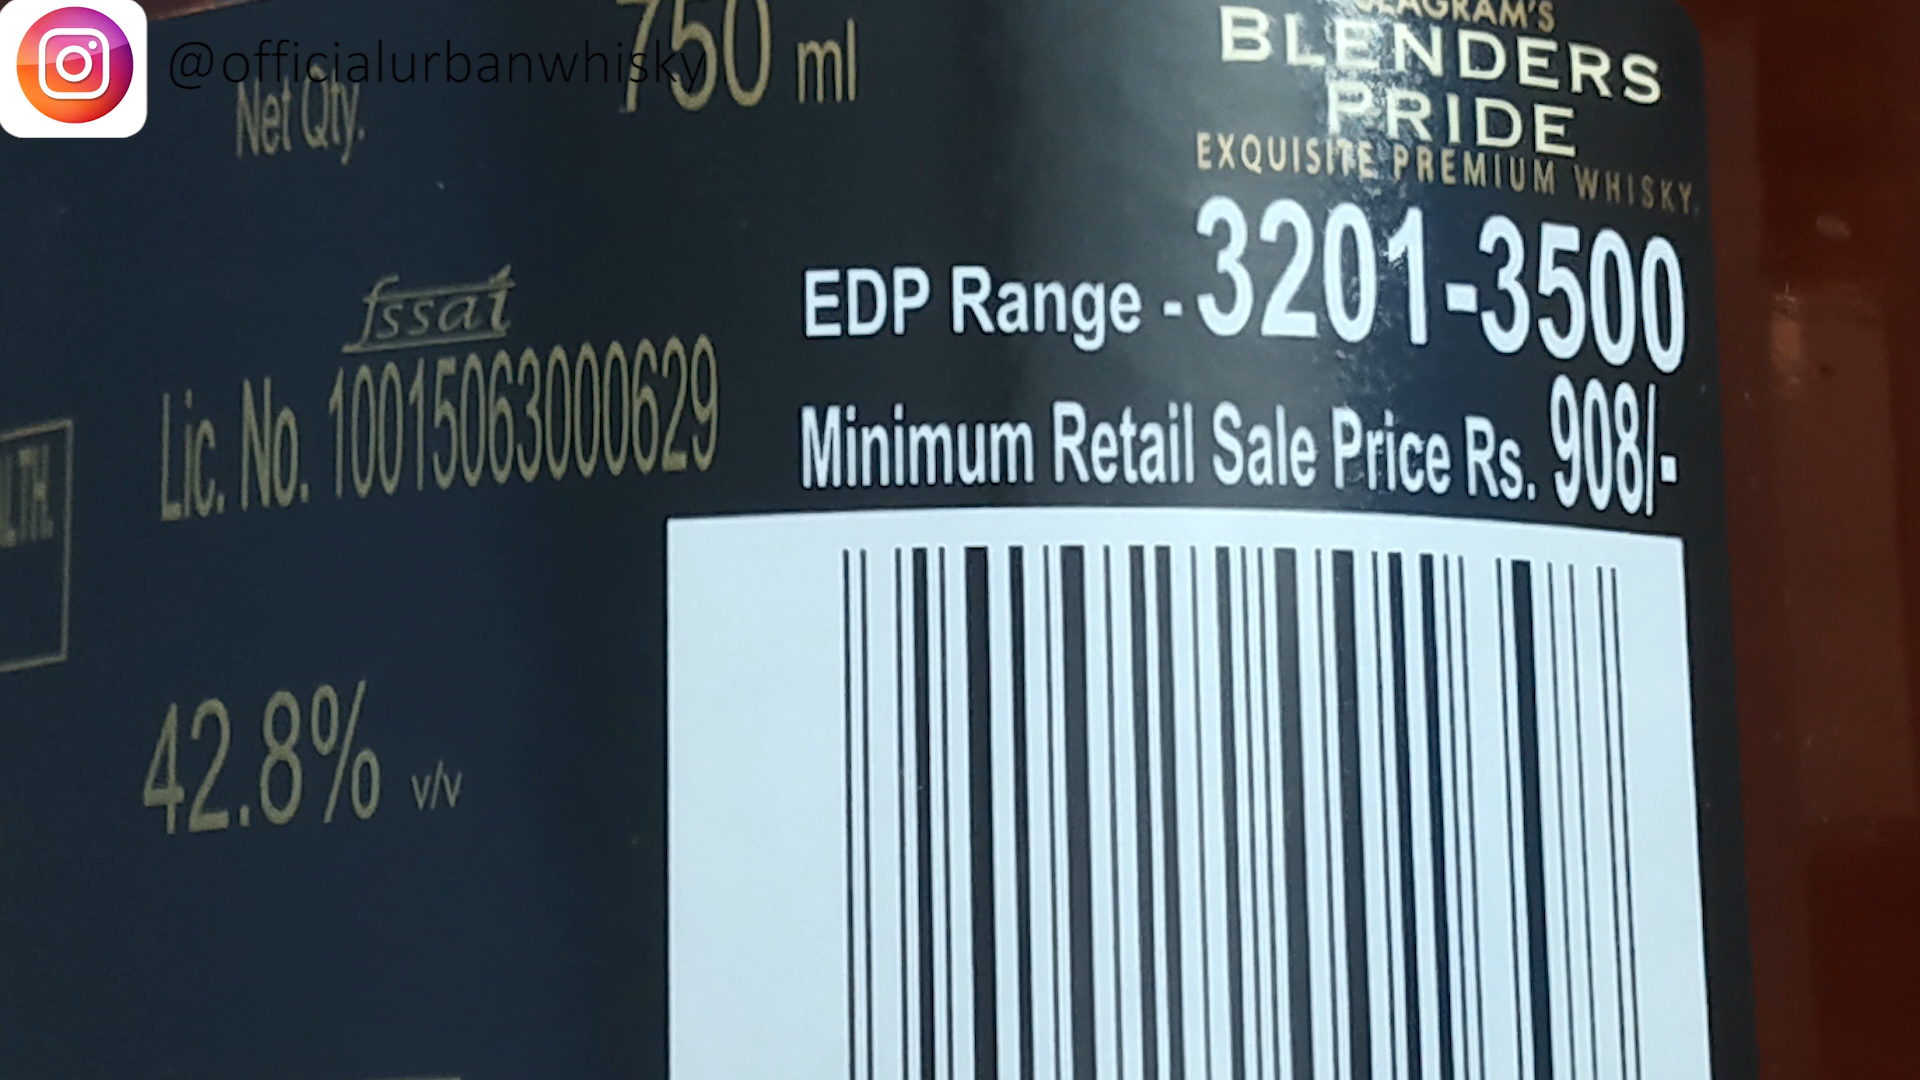 @officialurbanwhisky
Net Qty.
750 ml
fssai
Lic. No. 10015063000629
LTH.
42.8% v/v
SEAGRAM'S
BLENDERS
PRIDE
EXQUISITE PREMIUM WHISKY.
EDP Range - 3201-3500
Minimum Retail Sale Price Rs. 908/-